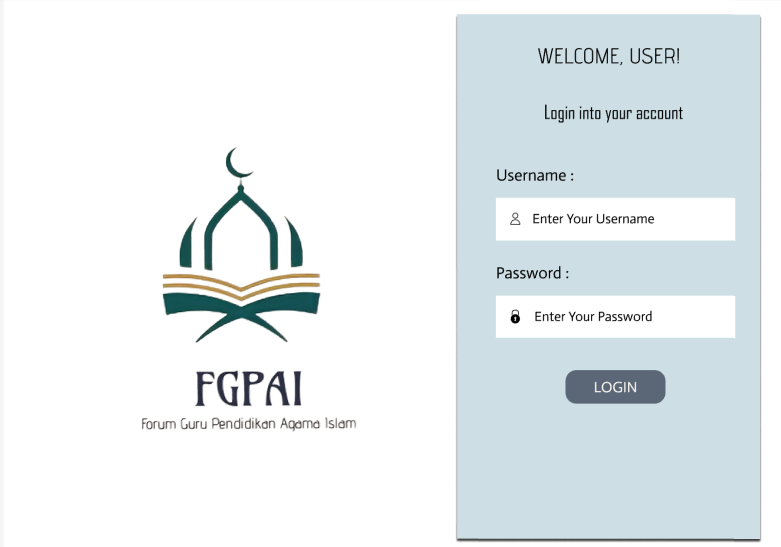 WELCOME, USER!
Login into your account
Username :
Enter Your Username
Password :
Enter Your Password
LOGIN
FGPAI
Forum Guru Pendidikan Agama Islam